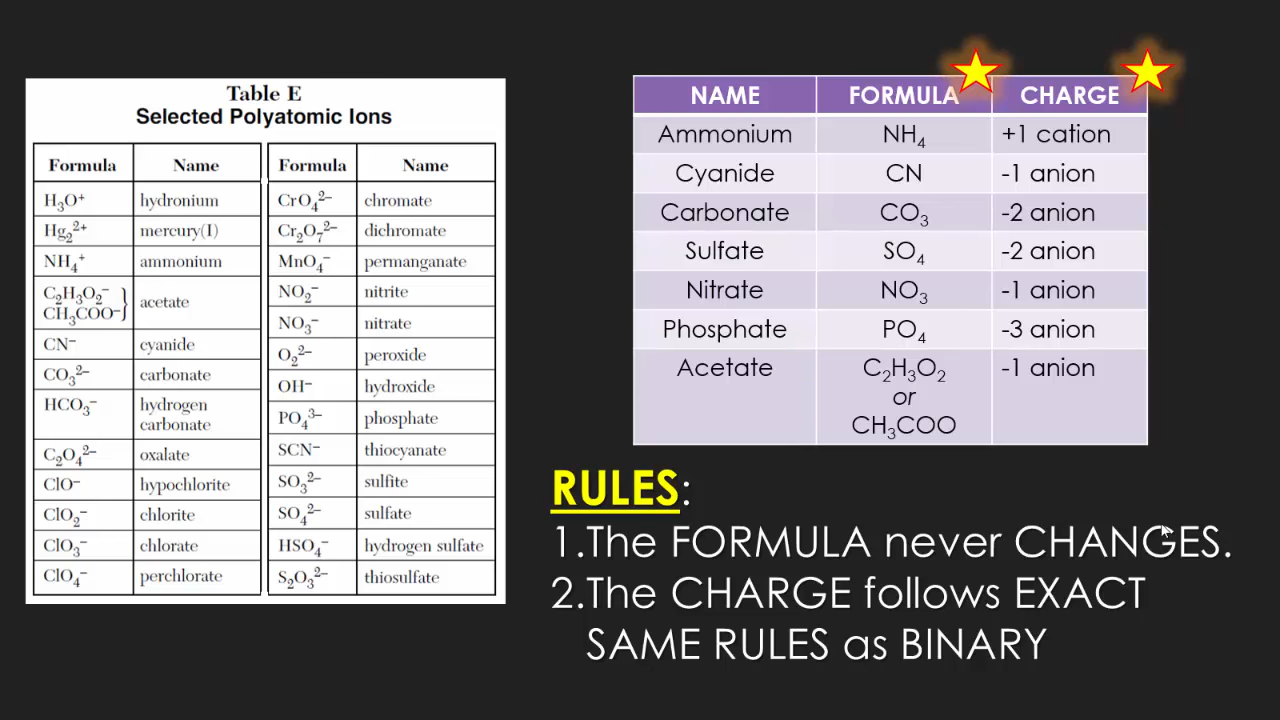 Table E
Selected Polyatomic Ions
Formula Name Formula Name
H₃O⁺ hydronium CrO₄²⁻ chromate
Hg₂²⁺ mercury(I) Cr₂O₇²⁻ dichromate
NH₄⁺ ammonium MnO₄⁻ permanganate
C₂H₃O₂⁻ NO₂⁻ nitrite
CH₃COO⁻} acetate NO₃⁻ nitrate
CN⁻ cyanide O₂²⁻ peroxide
CO₃²⁻ carbonate OH⁻ hydroxide
HCO₃⁻ hydrogen PO₄³⁻ phosphate
carbonate
C₂O₄²⁻ oxalate SCN⁻ thiocyanate
ClO⁻ hypochlorite SO₃²⁻ sulfite
ClO₂⁻ chlorite SO₄²⁻ sulfate
ClO₃⁻ chlorate HSO₄⁻ hydrogen sulfate
ClO₄⁻ perchlorate S₂O₃²⁻ thiosulfate
NAME FORMULA CHARGE
Ammonium NH₄ +1 cation
Cyanide CN -1 anion
Carbonate CO₃ -2 anion
Sulfate SO₄ -2 anion
Nitrate NO₃ -1 anion
Phosphate PO₄ -3 anion
Acetate C₂H₃O₂ -1 anion
or
CH₃COO
RULES:
1.The FORMULA never CHANGES.
2.The CHARGE follows EXACT
SAME RULES as BINARY